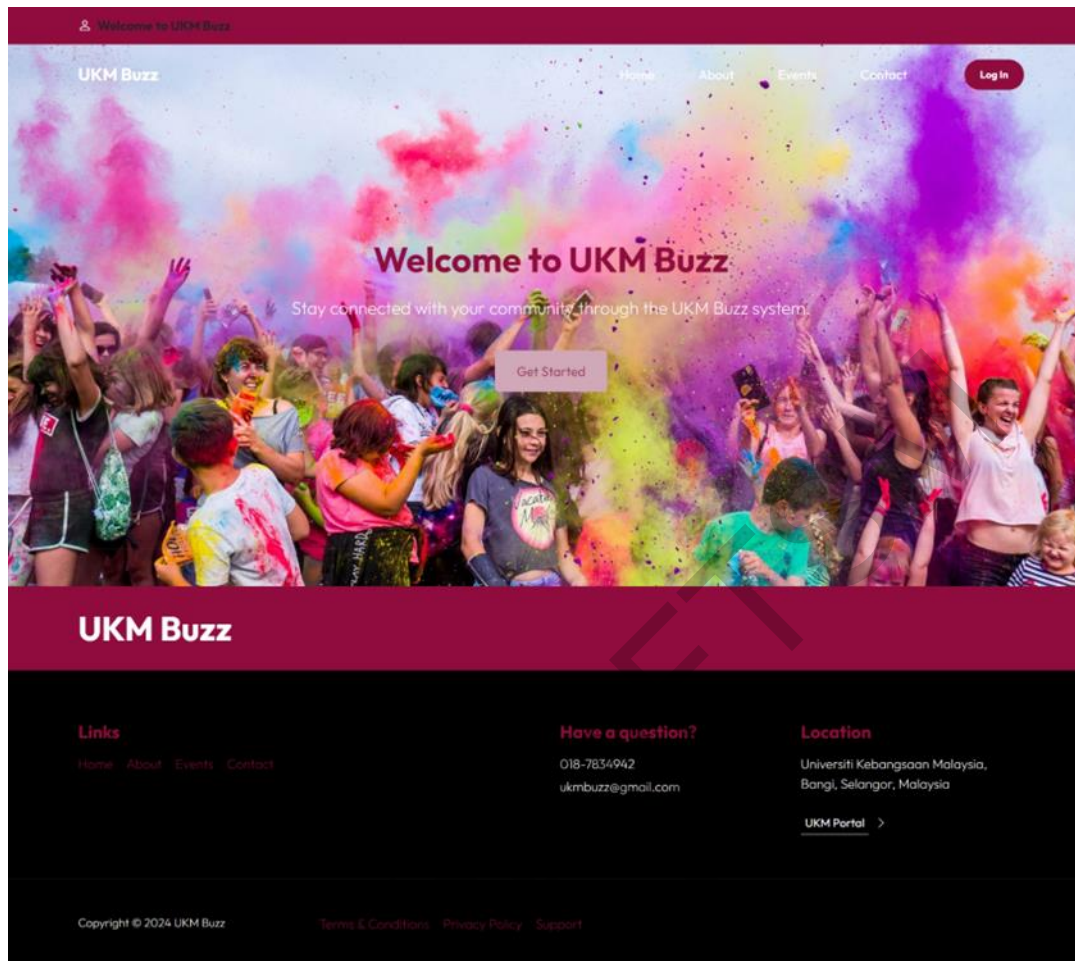 Welcome to UKM Buzz
UKM Buzz
Home About Events Contact Log In
Welcome to UKM Buzz
Stay connected with your community through the UKM Buzz system.
Get Started
UKM Buzz
Links
Home About Events Contact
Have a question?
018-7834942
ukmbuzz@gmail.com
Location
Universiti Kebangsaan Malaysia,
Bangi, Selangor, Malaysia
UKM Portal
Copyright © 2024 UKM Buzz
Terms & Conditions Privacy Policy Support